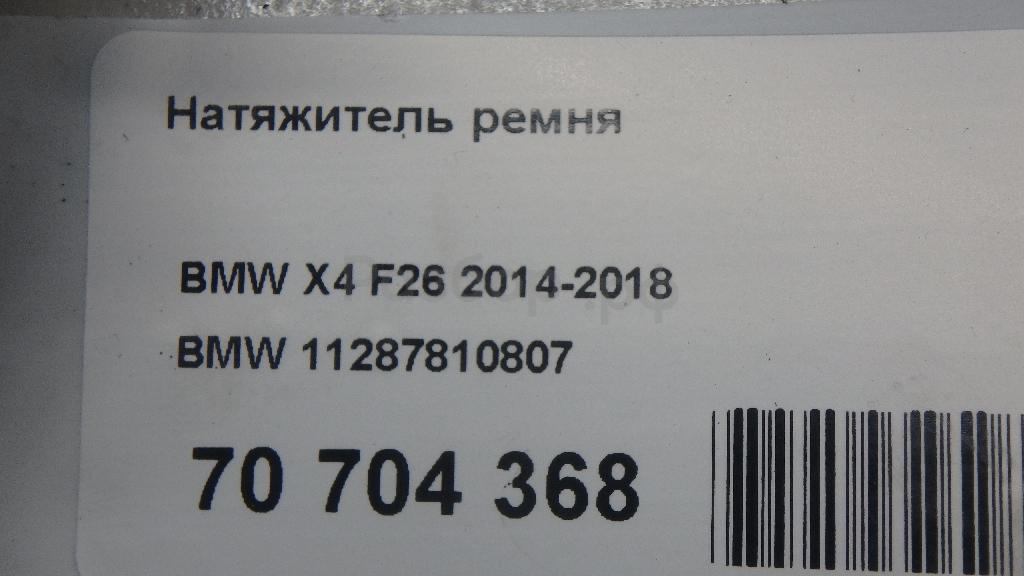 Натяжитель ремня
BMW X4 F26 2014-2018
BMW 11287810807
70 704 368